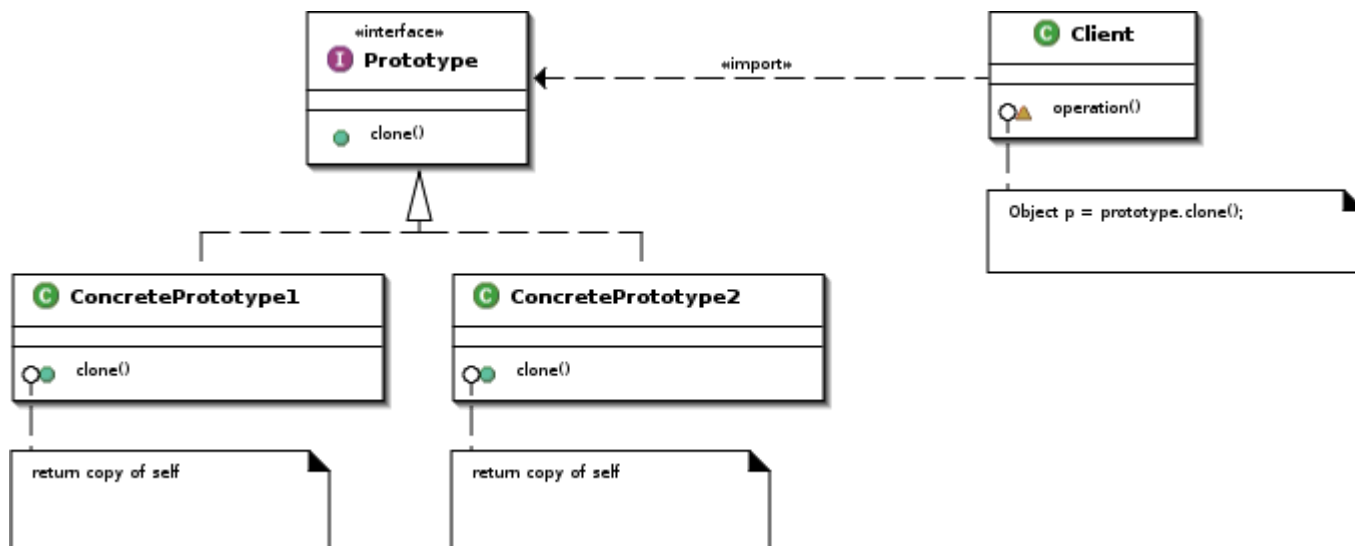 «interface»
I Prototype
clone()
«import»
C Client
operation()
Object p = prototype.clone();
C ConcretePrototype1
clone()
return copy of self
C ConcretePrototype2
clone()
return copy of self